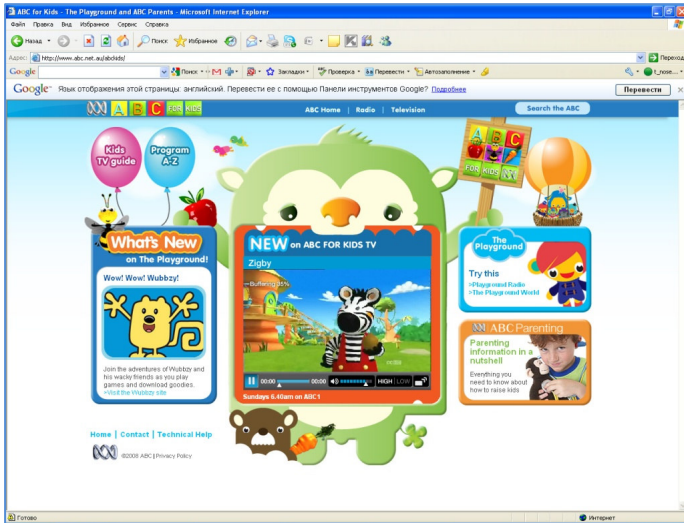 ABC for Kids - The Playground and ABC Parents - Microsoft Internet Explorer
Файл Правка Вид Избранное Сервис Справка
Назад Поиск Избранное
Адрес: http://www.abc.net.au/abckids/ Переход
Google Поиск Закладки Проверка Перевести Автозаполнение t_nose...
Google Язык отображения этой страницы: английский. Перевести ее с помощью Панели инструментов Google? Подробнее Перевести
A B C FOR KIDS ABC Home | Radio | Television Search the ABC
Kids
TV guide
Program
A-Z
A B C
FOR KIDS
What's New
on The Playground!
Wow! Wow! Wubbzy!
Join the adventures of Wubbzy and
his wacky friends as you play
games and download goodies.
>Visit the Wubbzy site
NEW on ABC FOR KIDS TV
Zigby
Buffering 35%
00:00 00:00 HIGH LOW
Sundays 6.40am on ABC1
The
Playground
Try this
>Playground Radio
>The Playground World
ABC Parenting
Parenting
information in a
nutshell
Everything you
need to know about
how to raise kids
Home | Contact | Technical Help
©2008 ABC | Privacy Policy
Готово Интернет